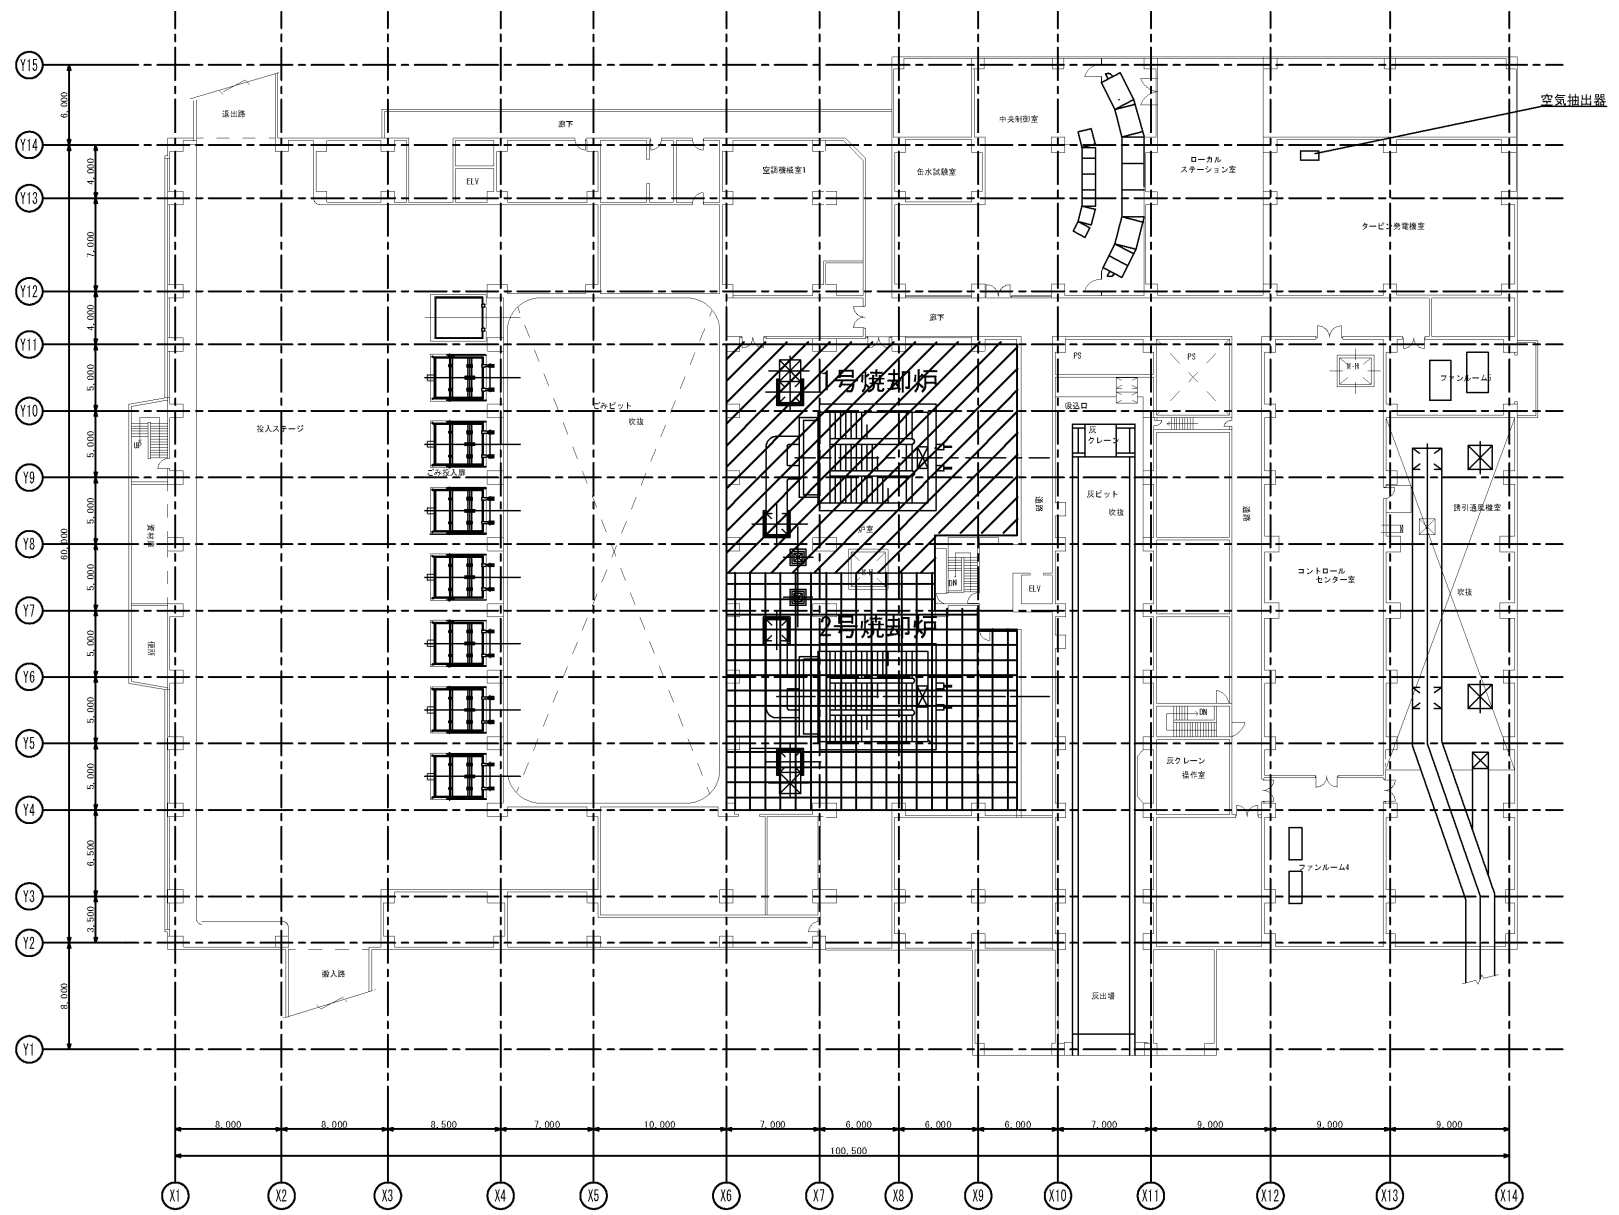 Y15
空気抽出器
6,000
退出路
中央制御室
廊下
Y14
ローカル
ステーション室
4,000
空調機械室1
缶水試験室
ELV
Y13
タービン発電機室
7,000
Y12
廊下
4,000
Y11
PS
PS
M-H
5,000
1号焼却炉
ファンルーム5
Y10
ごみピット
吹抜
吸込口
投入ステージ
灰
クレーン
UP
5,000
ごみ投入扉
Y9
灰ピット
吹抜
通路
通路
誘引通風機室
5,000
資材庫
炉室
Y8
60,000
M-H
DN
ELV
コントロール
センター室
吹抜
5,000
Y7
2号焼却炉
5,000
便所
Y6
5,000
DN
Y5
灰クレーン
操作室
5,000
Y4
6,500
ファンルーム4
Y3
3,500
Y2
搬入路
8,000
灰出場
Y1
8,000
8,000
8,500
7,000
10,000
7,000
6,000
6,000
6,000
7,000
9,000
9,000
9,000
100,500
X1
X2
X3
X4
X5
X6
X7
X8
X9
X10
X11
X12
X13
X14